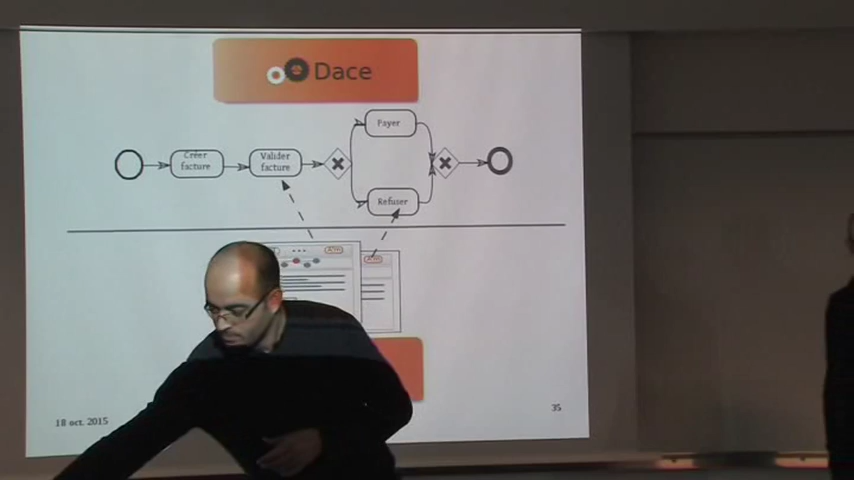 Dace
Payer
Créer
facture
Valider
facture
Refuser
18 oct. 2015
35